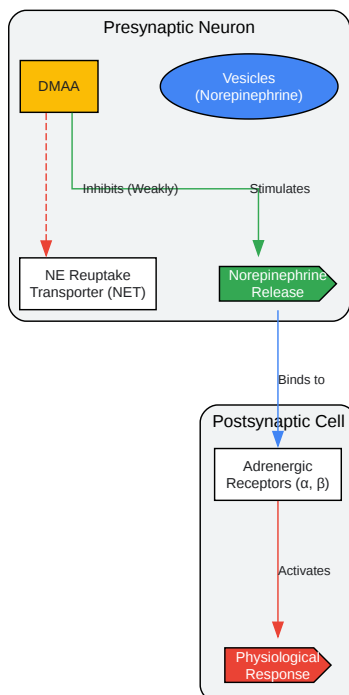 Presynaptic Neuron
DMAA
Vesicles
(Norepinephrine)
Inhibits (Weakly)
Stimulates
NE Reuptake
Transporter (NET)
Norepinephrine
Release
Binds to
Postsynaptic Cell
Adrenergic
Receptors (α, β)
Activates
Physiological
Response